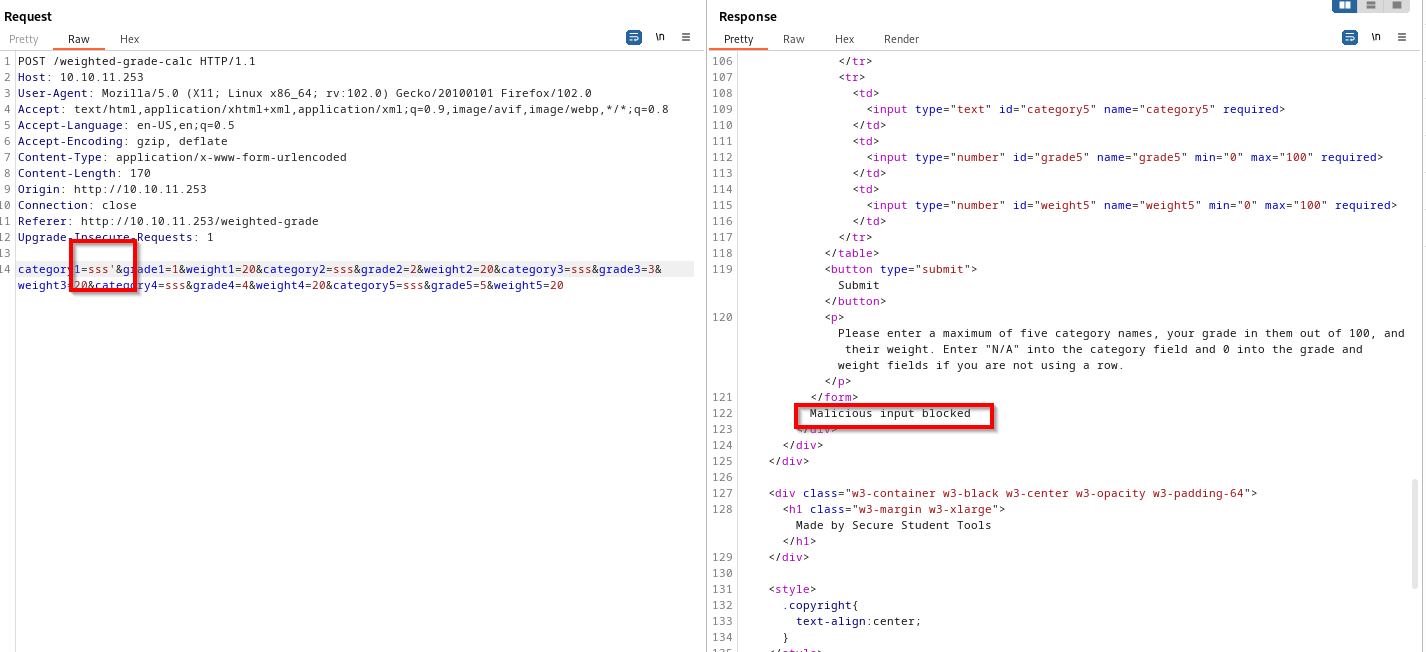 Request
Pretty Raw Hex \n
1 POST /weighted-grade-calc HTTP/1.1
2 Host: 10.10.11.253
3 User-Agent: Mozilla/5.0 (X11; Linux x86_64; rv:102.0) Gecko/20100101 Firefox/102.0
4 Accept: text/html,application/xhtml+xml,application/xml;q=0.9,image/avif,image/webp,*/*;q=0.8
5 Accept-Language: en-US,en;q=0.5
6 Accept-Encoding: gzip, deflate
7 Content-Type: application/x-www-form-urlencoded
8 Content-Length: 170
9 Origin: http://10.10.11.253
10 Connection: close
11 Referer: http://10.10.11.253/weighted-grade
12 Upgrade-Insecure-Requests: 1
13
14 category1=sss'&grade1=1&weight1=20&category2=sss&grade2=2&weight2=20&category3=sss&grade3=3&
weight3=20&category4=sss&grade4=4&weight4=20&category5=sss&grade5=5&weight5=20
Response
Pretty Raw Hex Render \n
106 </tr>
107 <tr>
108 <td>
109 <input type="text" id="category5" name="category5" required>
110 </td>
111 <td>
112 <input type="number" id="grade5" name="grade5" min="0" max="100" required>
113 </td>
114 <td>
115 <input type="number" id="weight5" name="weight5" min="0" max="100" required>
116 </td>
117 </tr>
118 </table>
119 <button type="submit">
Submit
</button>
120 <p>
Please enter a maximum of five category names, your grade in them out of 100, and
their weight. Enter "N/A" into the category field and 0 into the grade and
weight fields if you are not using a row.
</p>
121 </form>
122 Malicious input blocked
123 </div>
124 </div>
125 </div>
126
127 <div class="w3-container w3-black w3-center w3-opacity w3-padding-64">
128 <h1 class="w3-margin w3-xlarge">
Made by Secure Student Tools
</h1>
129 </div>
130
131 <style>
132 .copyright{
133 text-align:center;
134 }
135 </style>